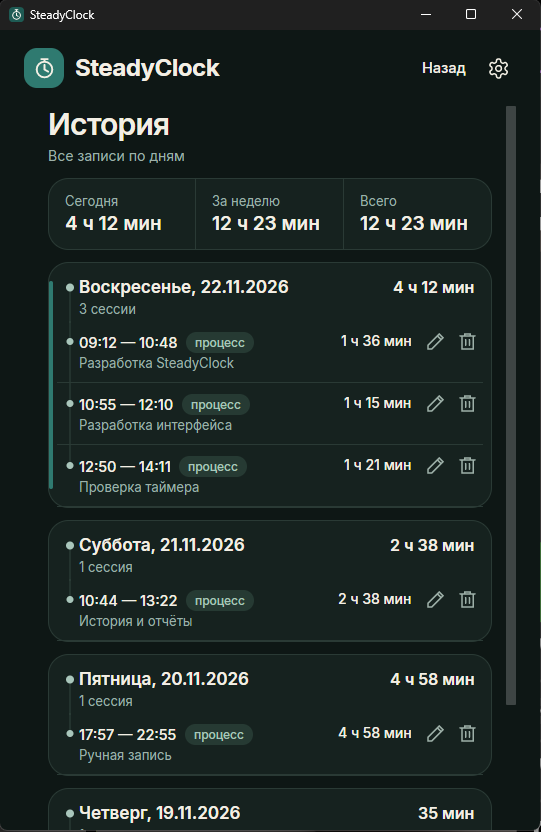 SteadyClock
SteadyClock
Назад
История
Все записи по дням
Сегодня
4 ч 12 мин
За неделю
12 ч 23 мин
Всего
12 ч 23 мин
Воскресенье, 22.11.2026
4 ч 12 мин
3 сессии
09:12 — 10:48 процесс
1 ч 36 мин
Разработка SteadyClock
10:55 — 12:10 процесс
1 ч 15 мин
Разработка интерфейса
12:50 — 14:11 процесс
1 ч 21 мин
Проверка таймера
Суббота, 21.11.2026
2 ч 38 мин
1 сессия
10:44 — 13:22 процесс
2 ч 38 мин
История и отчёты
Пятница, 20.11.2026
4 ч 58 мин
1 сессия
17:57 — 22:55 процесс
4 ч 58 мин
Ручная запись
Четверг, 19.11.2026
35 мин